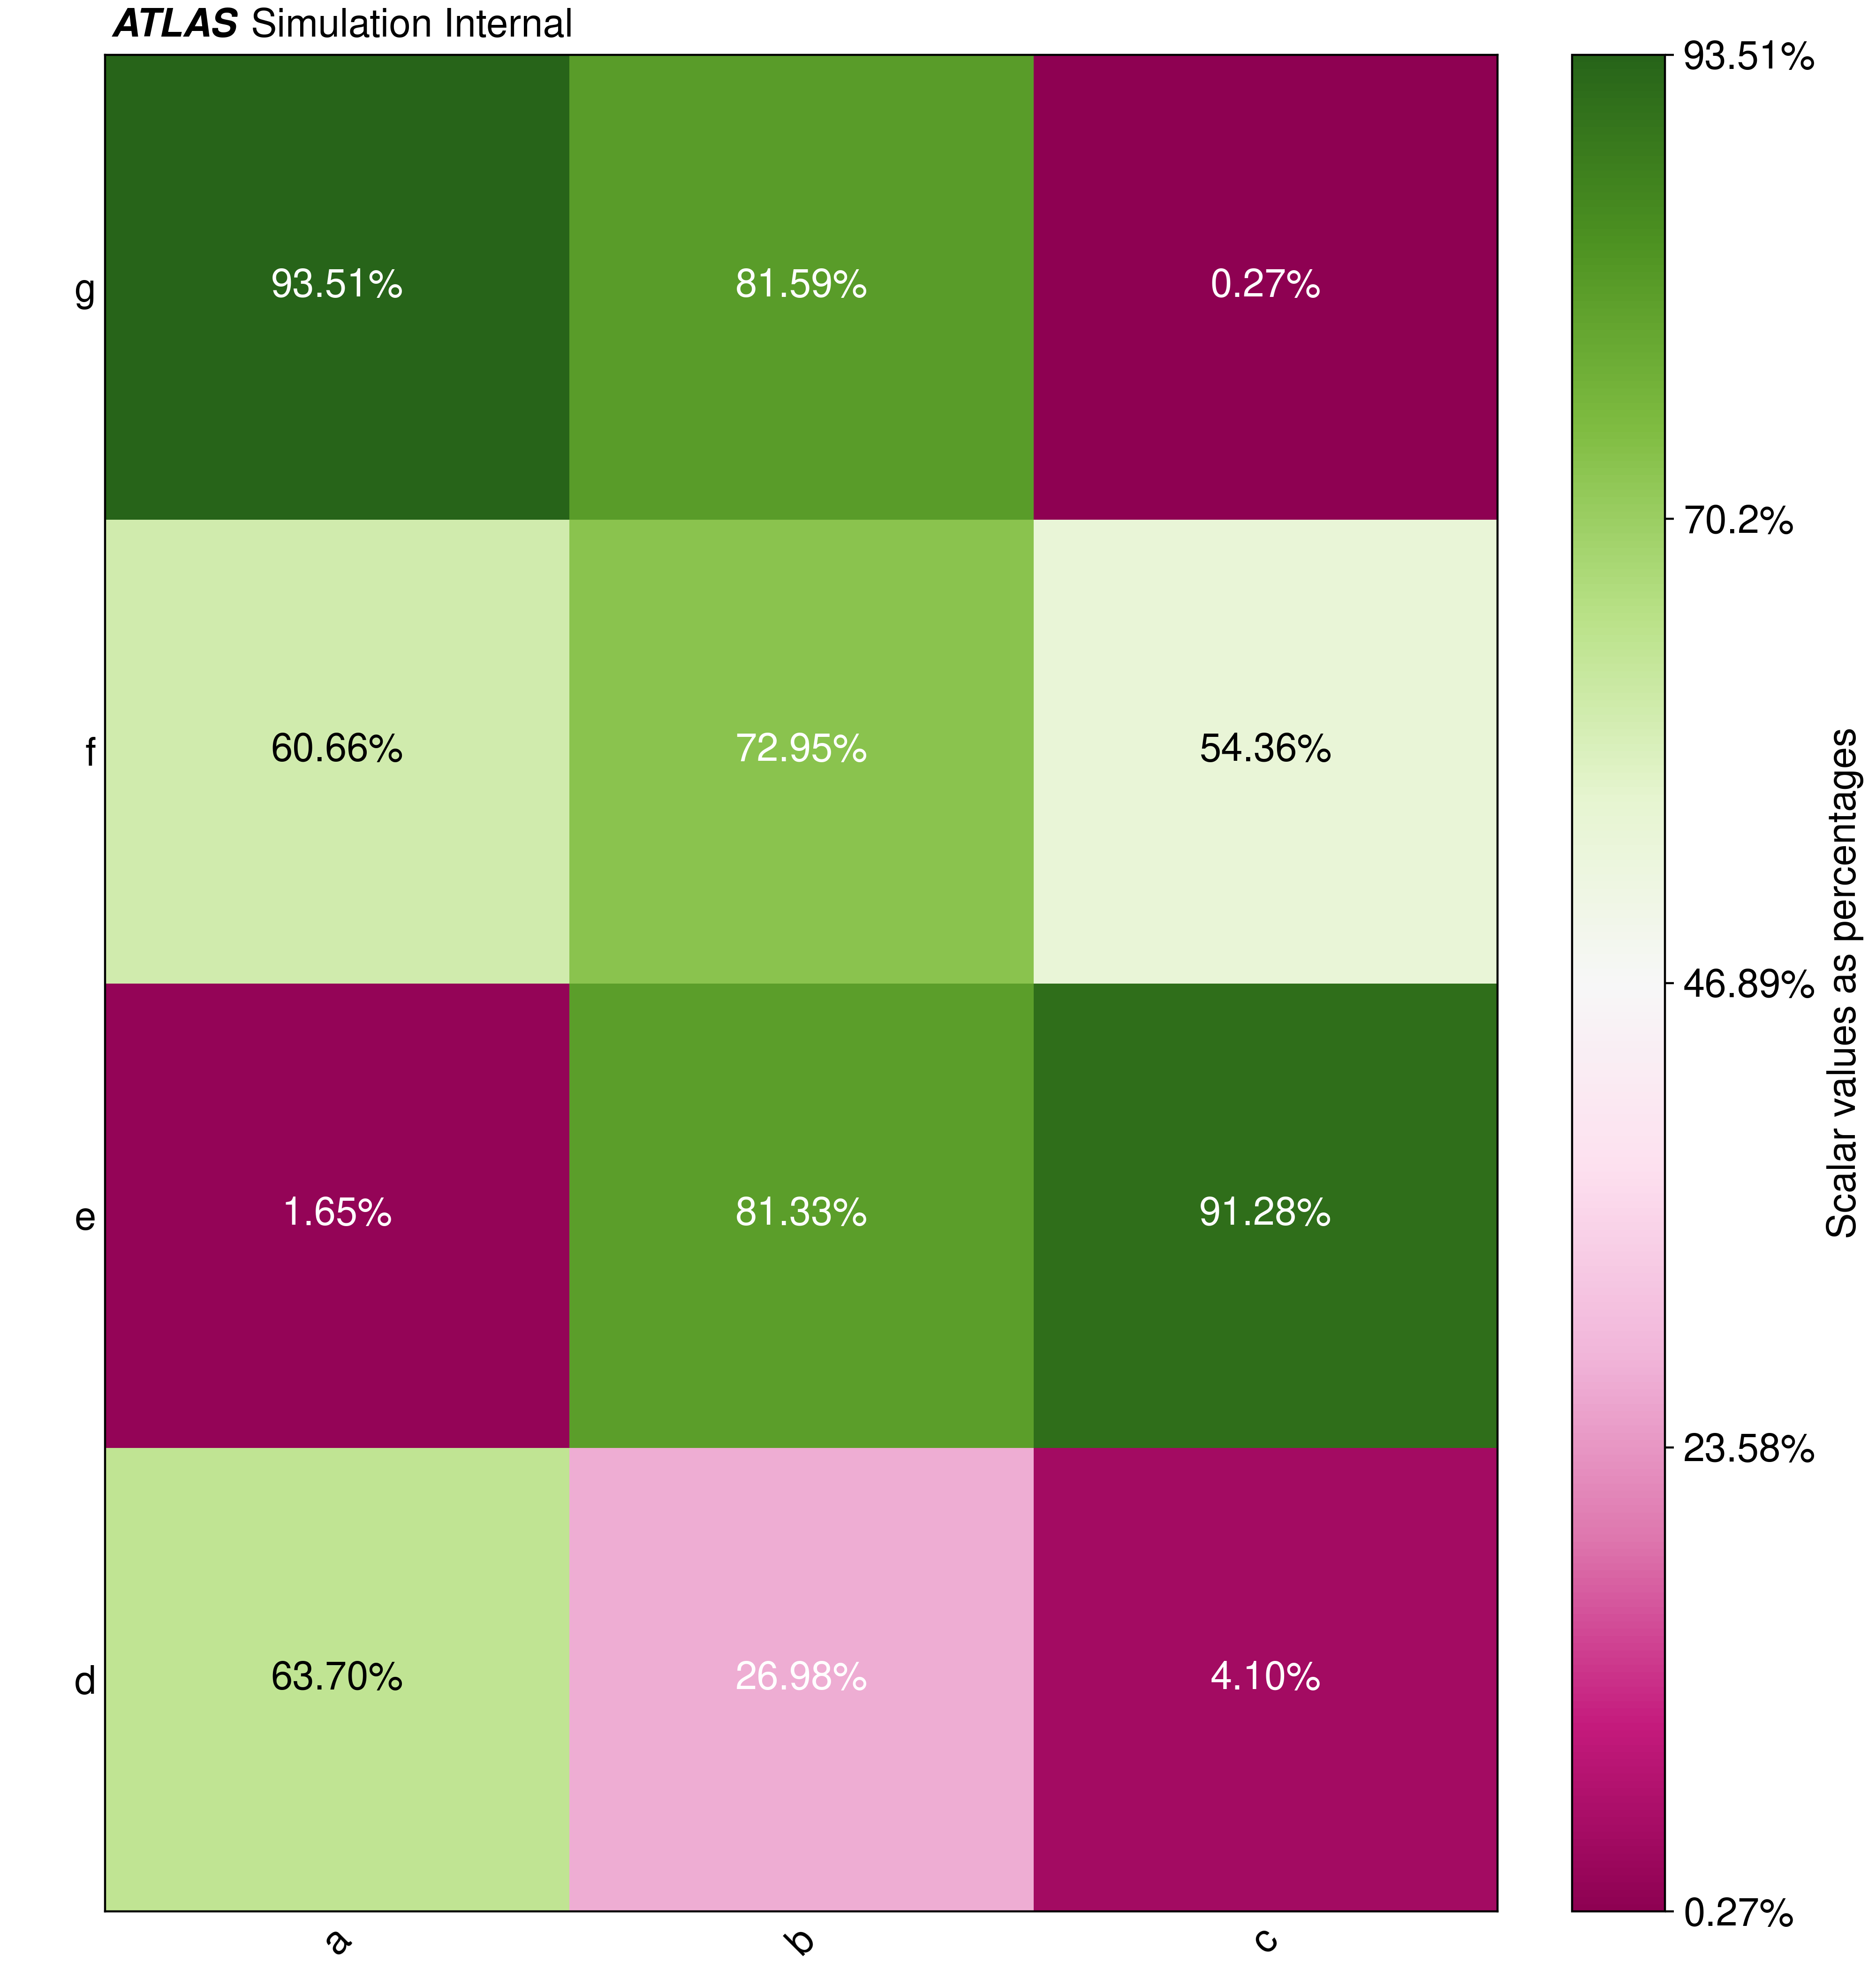 ATLAS Simulation Internal
g 93.51% 81.59% 0.27%
f 60.66% 72.95% 54.36%
e 1.65% 81.33% 91.28%
d 63.70% 26.98% 4.10%
a b c
93.51%
70.2%
46.89%
23.58%
0.27%
Scalar values as percentages